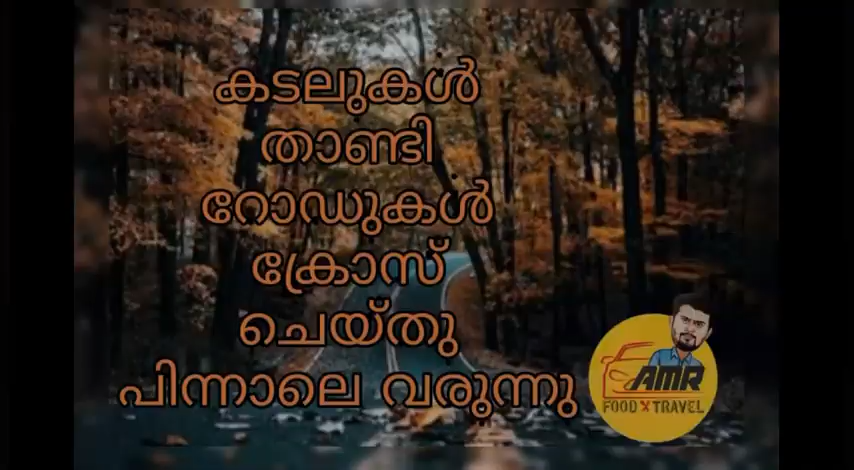 കടലുകൾ
താണ്ടി
റോഡുകൾ
ക്രോസ്
ചെയ്തു
പിന്നാലെ വരുന്നു
AMR
FOOD X TRAVEL